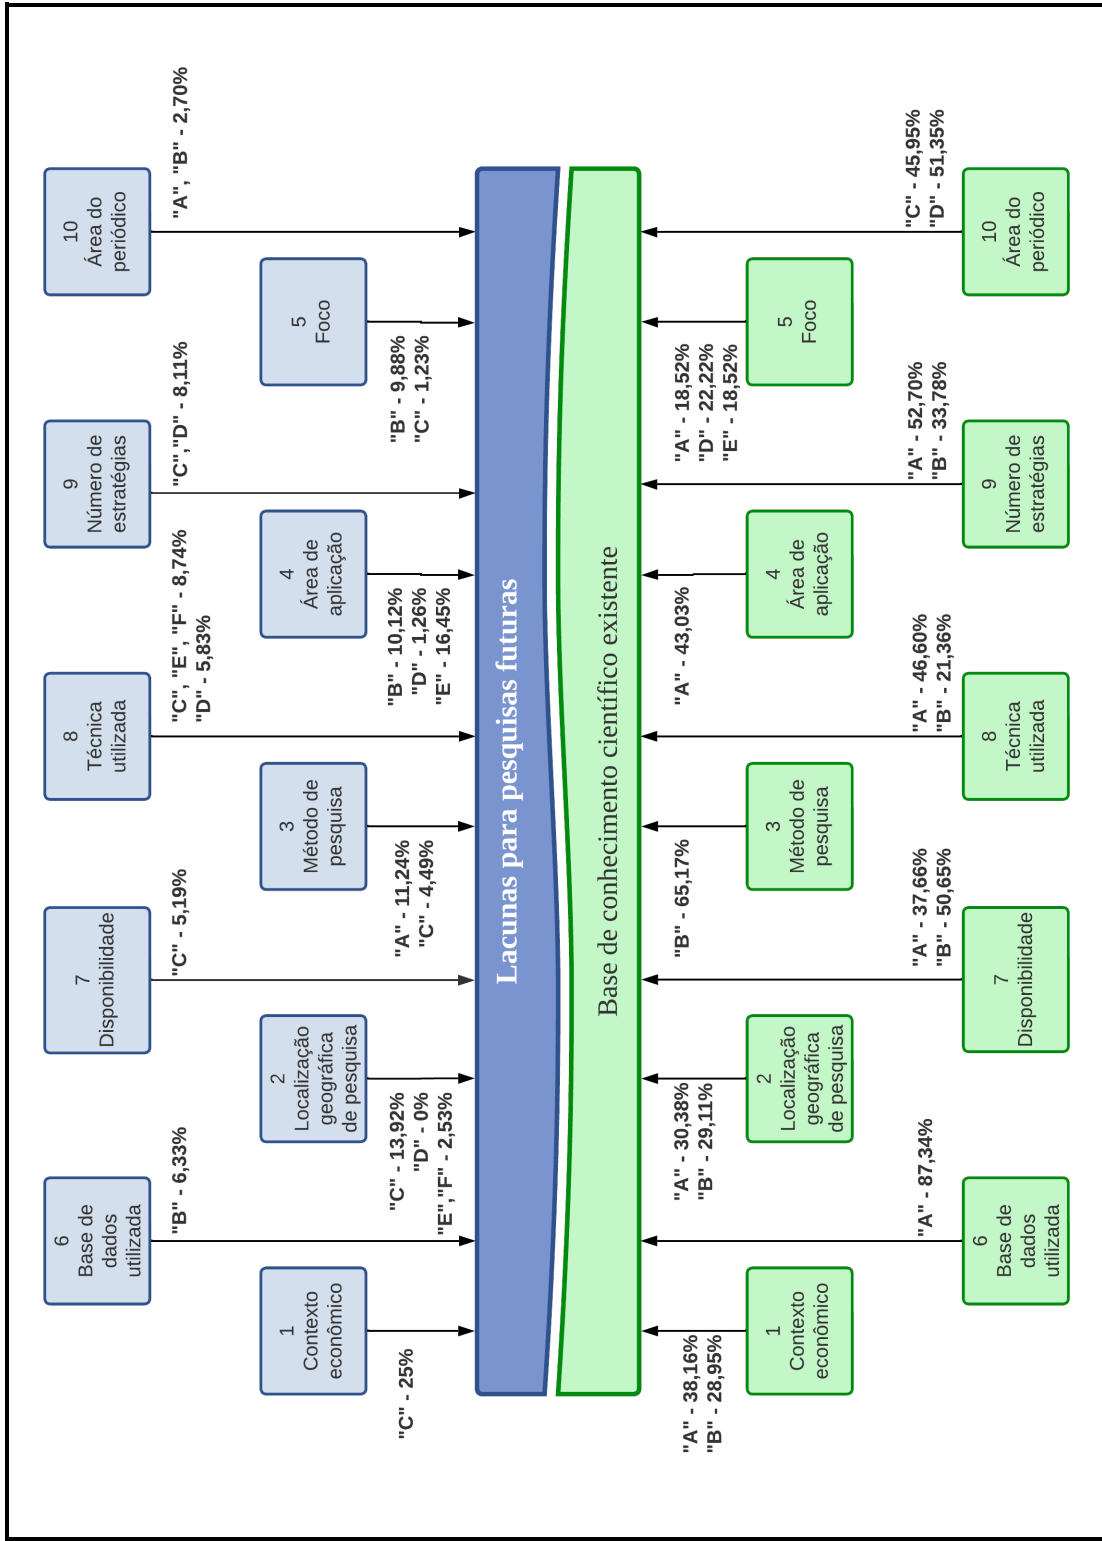 6
Base de
dados
utilizada
7
Disponibilidade
8
Técnica
utilizada
9
Número de
estratégias
10
Área do
periódico
"B" - 6,33%
"C" - 5,19%
"C", "E", "F" - 8,74%
"D" - 5,83%
"C","D" - 8,11%
"A", "B" - 2,70%
1
Contexto
econômico
2
Localização
geográfica
de pesquisa
3
Método de
pesquisa
4
Área de
aplicação
5
Foco
"C" - 25%
"C" - 13,92%
"D" - 0%
"E","F" - 2,53%
"A" - 11,24%
"C" - 4,49%
"B" - 10,12%
"D" - 1,26%
"E" - 16,45%
"B" - 9,88%
"C" - 1,23%
Lacunas para pesquisas futuras
Base de conhecimento científico existente
"A" - 38,16%
"B" - 28,95%
"A" - 30,38%
"B" - 29,11%
"B" - 65,17%
"A" - 43,03%
"A" - 18,52%
"D" - 22,22%
"E" - 18,52%
1
Contexto
econômico
2
Localização
geográfica
de pesquisa
3
Método de
pesquisa
4
Área de
aplicação
5
Foco
"A" - 87,34%
"A" - 37,66%
"B" - 50,65%
"A" - 46,60%
"B" - 21,36%
"A" - 52,70%
"B" - 33,78%
"C" - 45,95%
"D" - 51,35%
6
Base de
dados
utilizada
7
Disponibilidade
8
Técnica
utilizada
9
Número de
estratégias
10
Área do
periódico